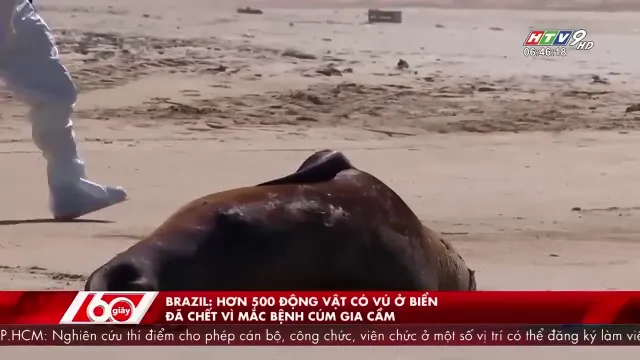 HTV9 HD
06:46:18
60 giây
BRAZIL: HƠN 500 ĐỘNG VẬT CÓ VÚ Ở BIỂN
ĐÃ CHẾT VÌ MẮC BỆNH CÚM GIA CẦM
P.HCM: Nghiên cứu thí điểm cho phép cán bộ, công chức, viên chức ở một số vị trí có thể đăng ký làm việ